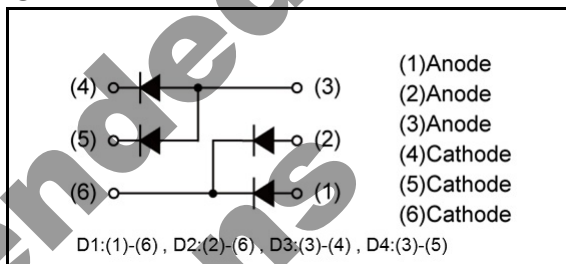 (4) (3)
(5) (2)
(6) (1)
(1)Anode
(2)Anode
(3)Anode
(4)Cathode
(5)Cathode
(6)Cathode
D1:(1)-(6) , D2:(2)-(6) , D3:(3)-(4) , D4:(3)-(5)